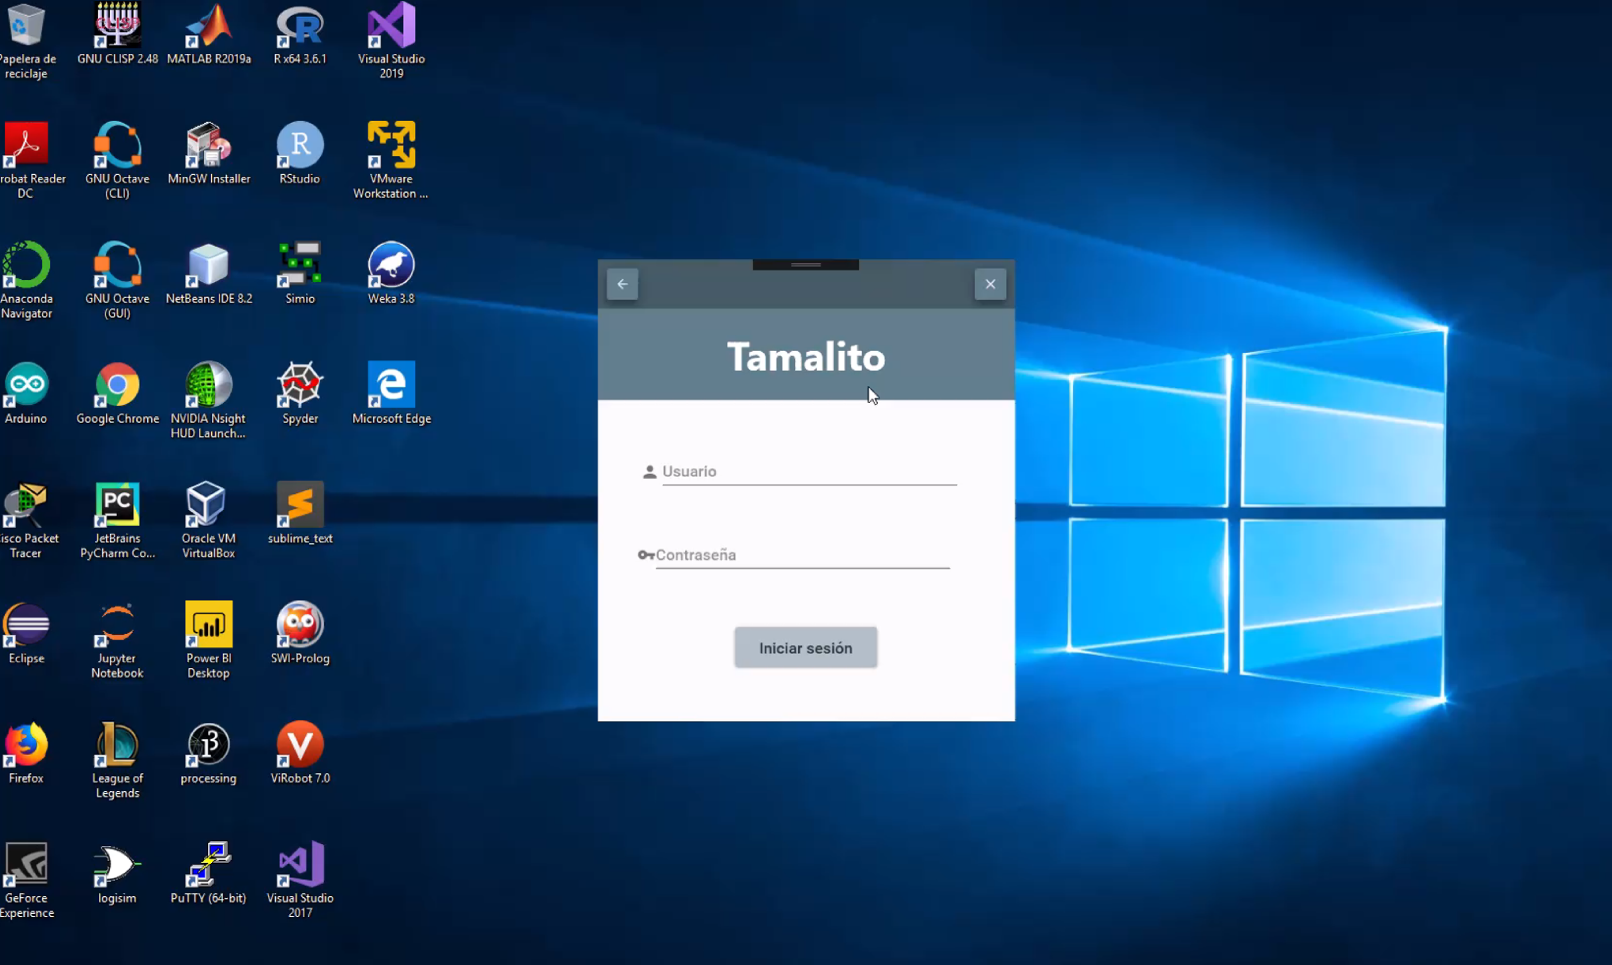 Papelera de
reciclaje
GNU CLISP 2.48
MATLAB R2019a
R x64 3.6.1
Visual Studio
2019
robat Reader
DC
GNU Octave
(CLI)
MinGW Installer
R
RStudio
VMware
Workstation ...
Anaconda
Navigator
GNU Octave
(GUI)
NetBeans IDE 8.2
Simio
Weka 3.8
Arduino
Google Chrome
NVIDIA Nsight
HUD Launch...
Spyder
Microsoft Edge
isco Packet
Tracer
PC
JetBrains
PyCharm Co...
Oracle VM
VirtualBox
sublime_text
Eclipse
Jupyter
Notebook
Power BI
Desktop
SWI-Prolog
Firefox
League of
Legends
processing
ViRobot 7.0
GeForce
Experience
logisim
PuTTY (64-bit)
Visual Studio
2017
Tamalito
Usuario
Contraseña
Iniciar sesión